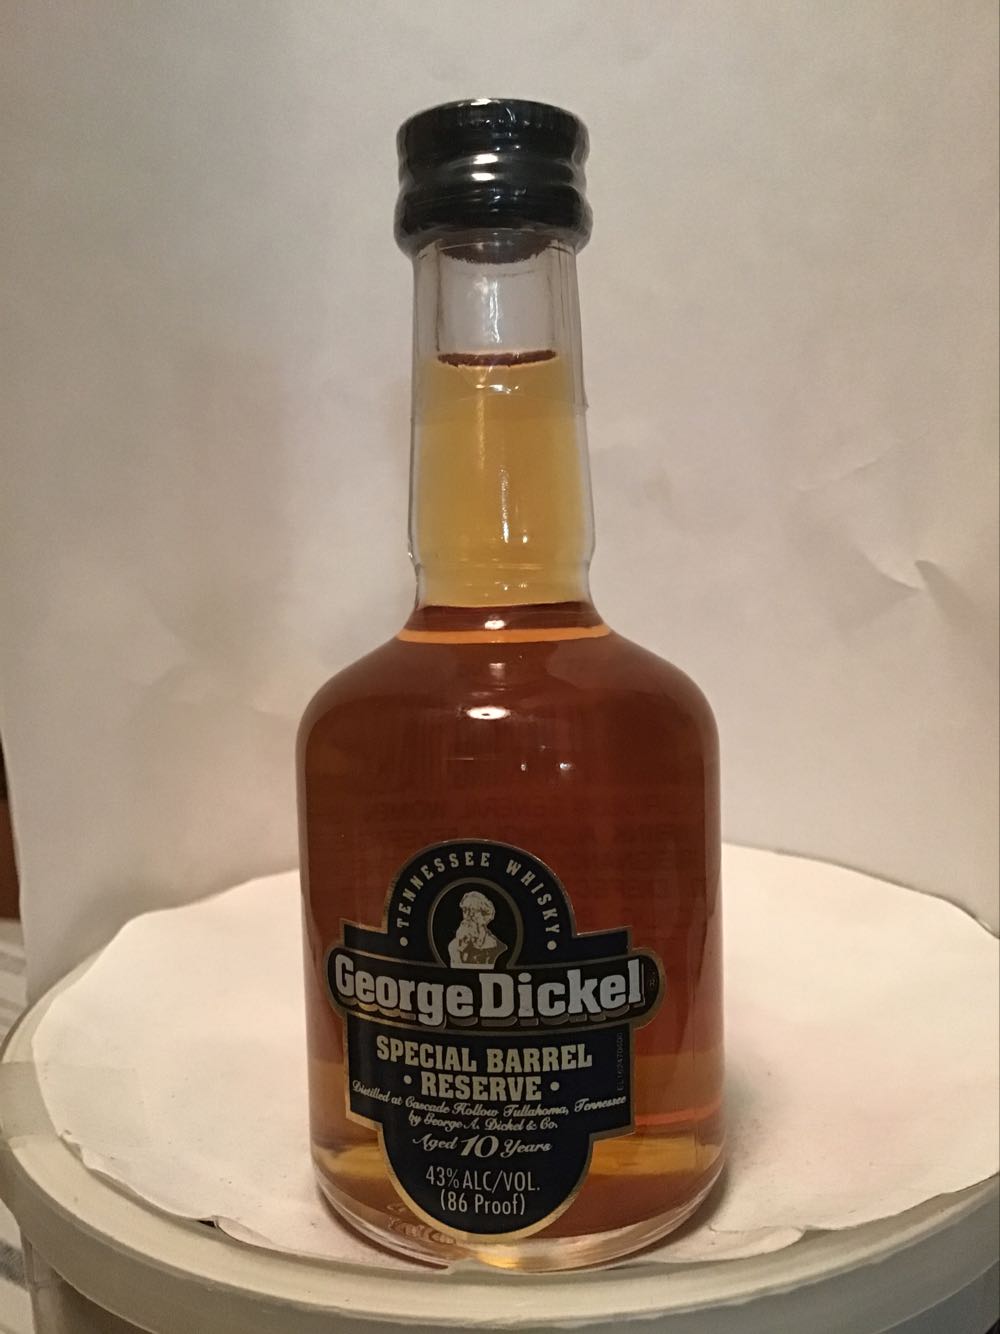 • TENNESSEE WHISKY •
George Dickel ®
SPECIAL BARREL
• RESERVE •
Distilled at Cascade Hollow Tullahoma, Tennessee
by George A. Dickel & Co.
Aged 10 Years
43% ALC/VOL.
(86 Proof)